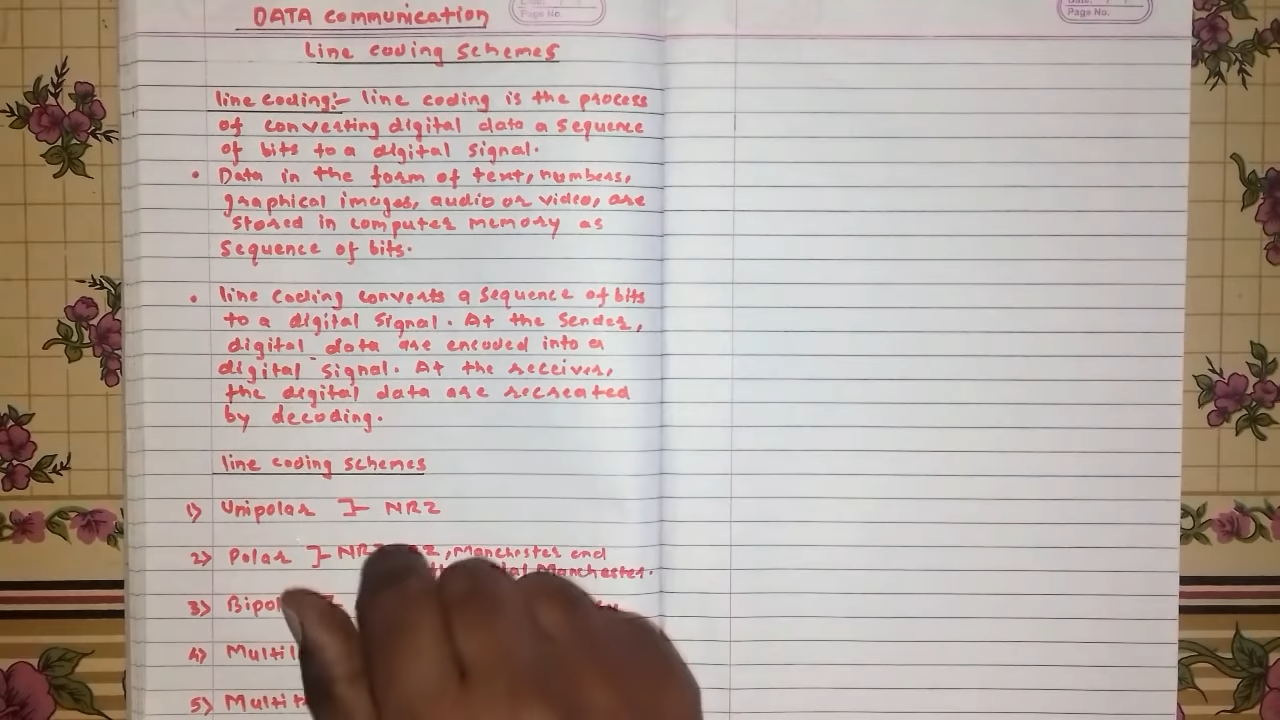 DATA communication
Line coding schemes
line coding:- line coding is the process
of converting digital data a sequence
of bits to a digital signal.
• Data in the form of text, numbers,
graphical images, audio or video, are
stored in computer memory as
sequence of bits.
• line coding converts a sequence of bits
to a digital signal. At the sender,
digital data are encoded into a
digital signal. At the receiver,
the digital data are recreated
by decoding.
line coding schemes
1) Unipolar }- NRZ
2) Polar }- NRZ, Manchester and
Manchester.
3)
4)
5)
Page No.
Page No.